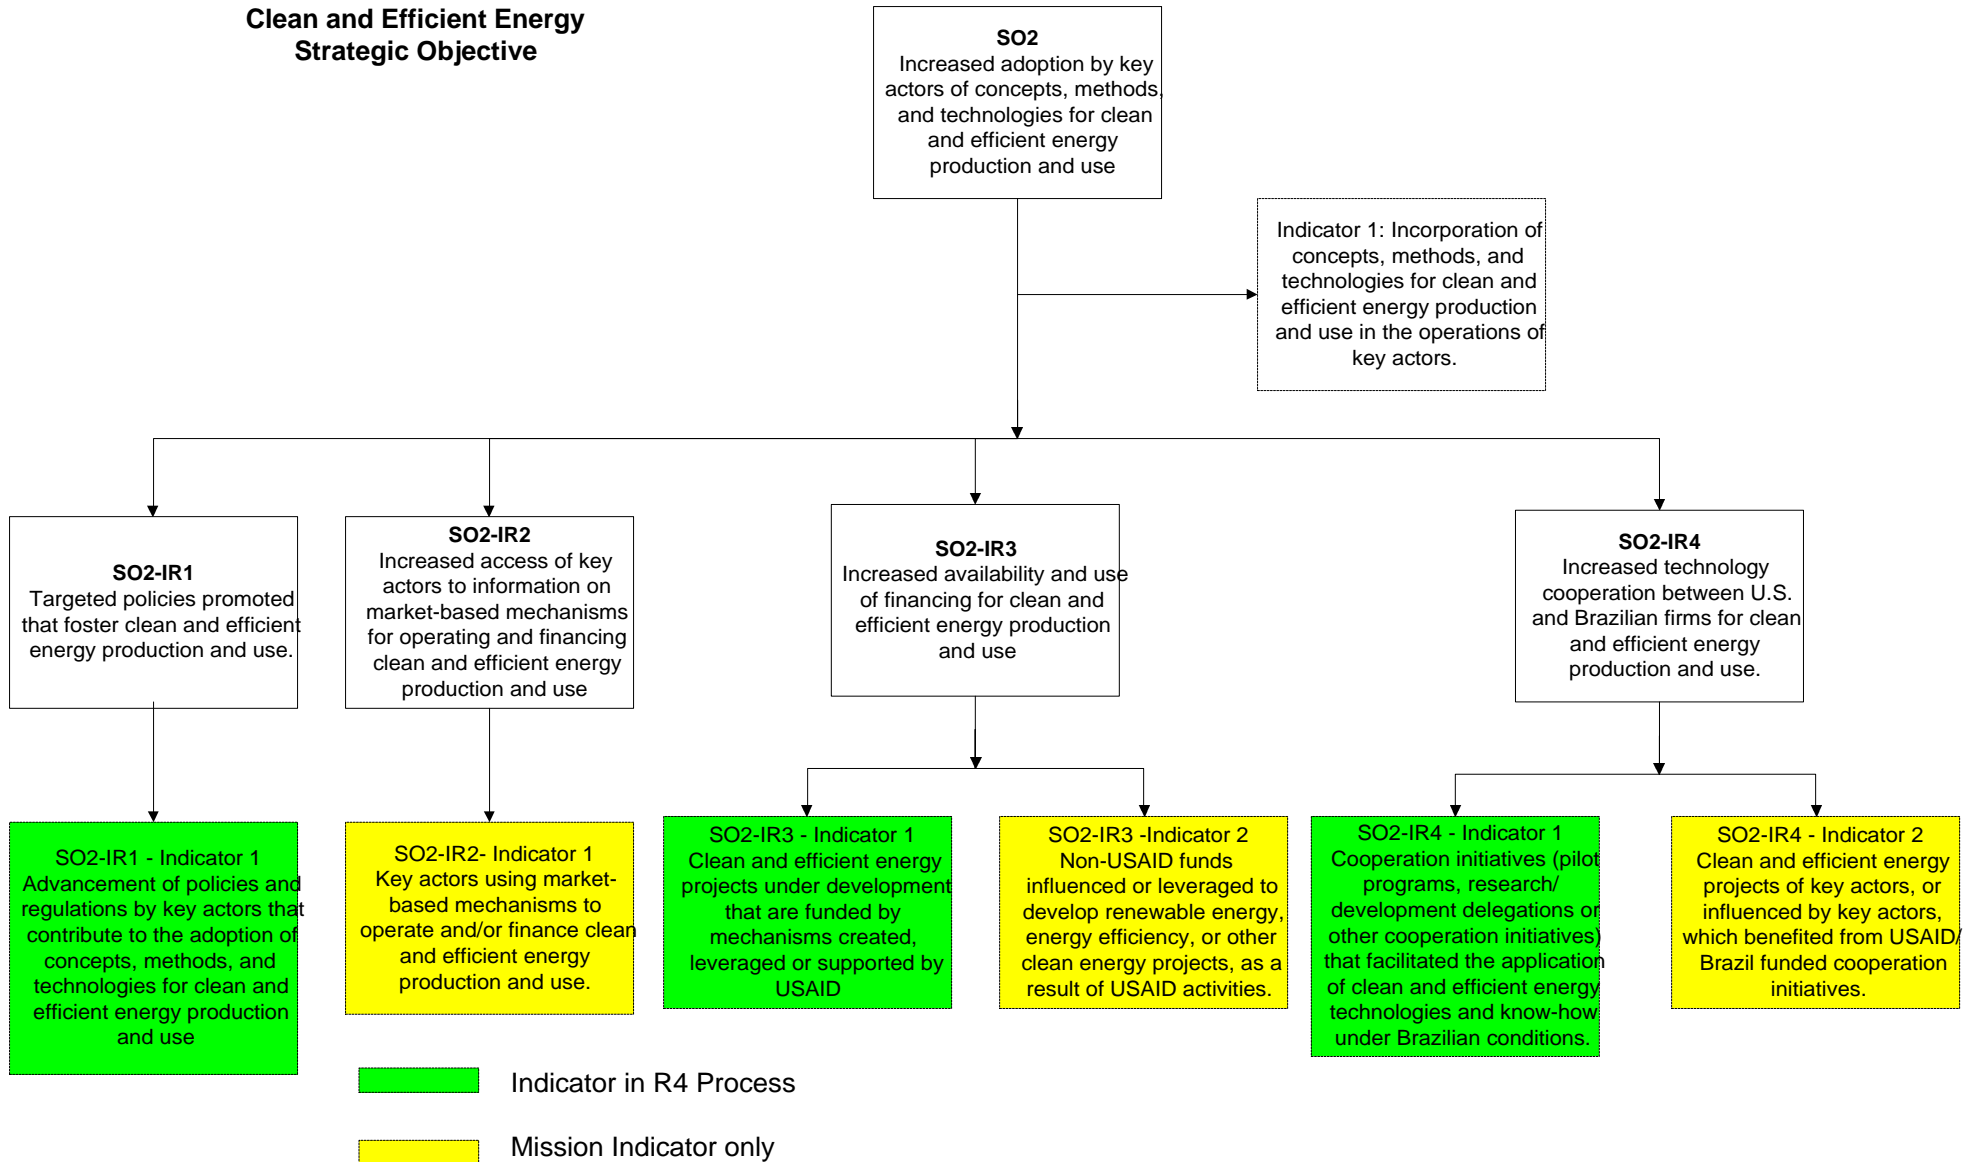 Clean and Efficient Energy
Strategic Objective
SO2
Increased adoption by key
actors of concepts, methods,
and technologies for clean
and efficient energy
production and use
Indicator 1: Incorporation of
concepts, methods, and
technologies for clean and
efficient energy production
and use in the operations of
key actors.
SO2-IR1
Targeted policies promoted
that foster clean and efficient
energy production and use.
SO2-IR2
Increased access of key
actors to information on
market-based mechanisms
for operating and financing
clean and efficient energy
production and use
SO2-IR3
Increased availability and use
of financing for clean and
efficient energy production
and use
SO2-IR4
Increased technology
cooperation between U.S.
and Brazilian firms for clean
and efficient energy
production and use.
SO2-IR1 - Indicator 1
Advancement of policies and
regulations by key actors that
contribute to the adoption of
concepts, methods, and
technologies for clean and
efficient energy production
and use
SO2-IR2- Indicator 1
Key actors using market-
based mechanisms to
operate and/or finance clean
and efficient energy
production and use.
SO2-IR3 - Indicator 1
Clean and efficient energy
projects under development
that are funded by
mechanisms created,
leveraged or supported by
USAID
SO2-IR3 -Indicator 2
Non-USAID funds
influenced or leveraged to
develop renewable energy,
energy efficiency, or other
clean energy projects, as a
result of USAID activities.
SO2-IR4 - Indicator 1
Cooperation initiatives (pilot
programs, research/
development delegations or
other cooperation initiatives)
that facilitated the application
of clean and efficient energy
technologies and know-how
under Brazilian conditions.
SO2-IR4 - Indicator 2
Clean and efficient energy
projects of key actors, or
influenced by key actors,
which benefited from USAID/
Brazil funded cooperation
initiatives.
Indicator in R4 Process
Mission Indicator only